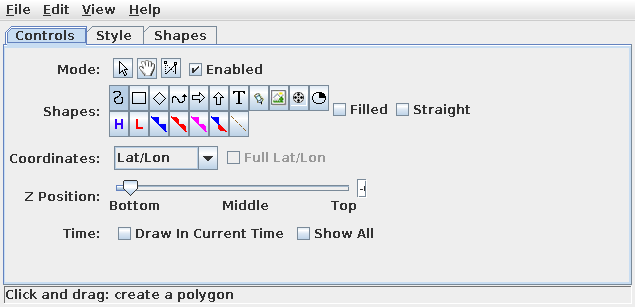 File Edit View Help
Controls Style Shapes
Mode: Enabled
Shapes: T Filled Straight
H L
Coordinates: Lat/Lon Full Lat/Lon
Z Position:
Bottom Middle Top
Time: Draw In Current Time Show All
Click and drag: create a polygon